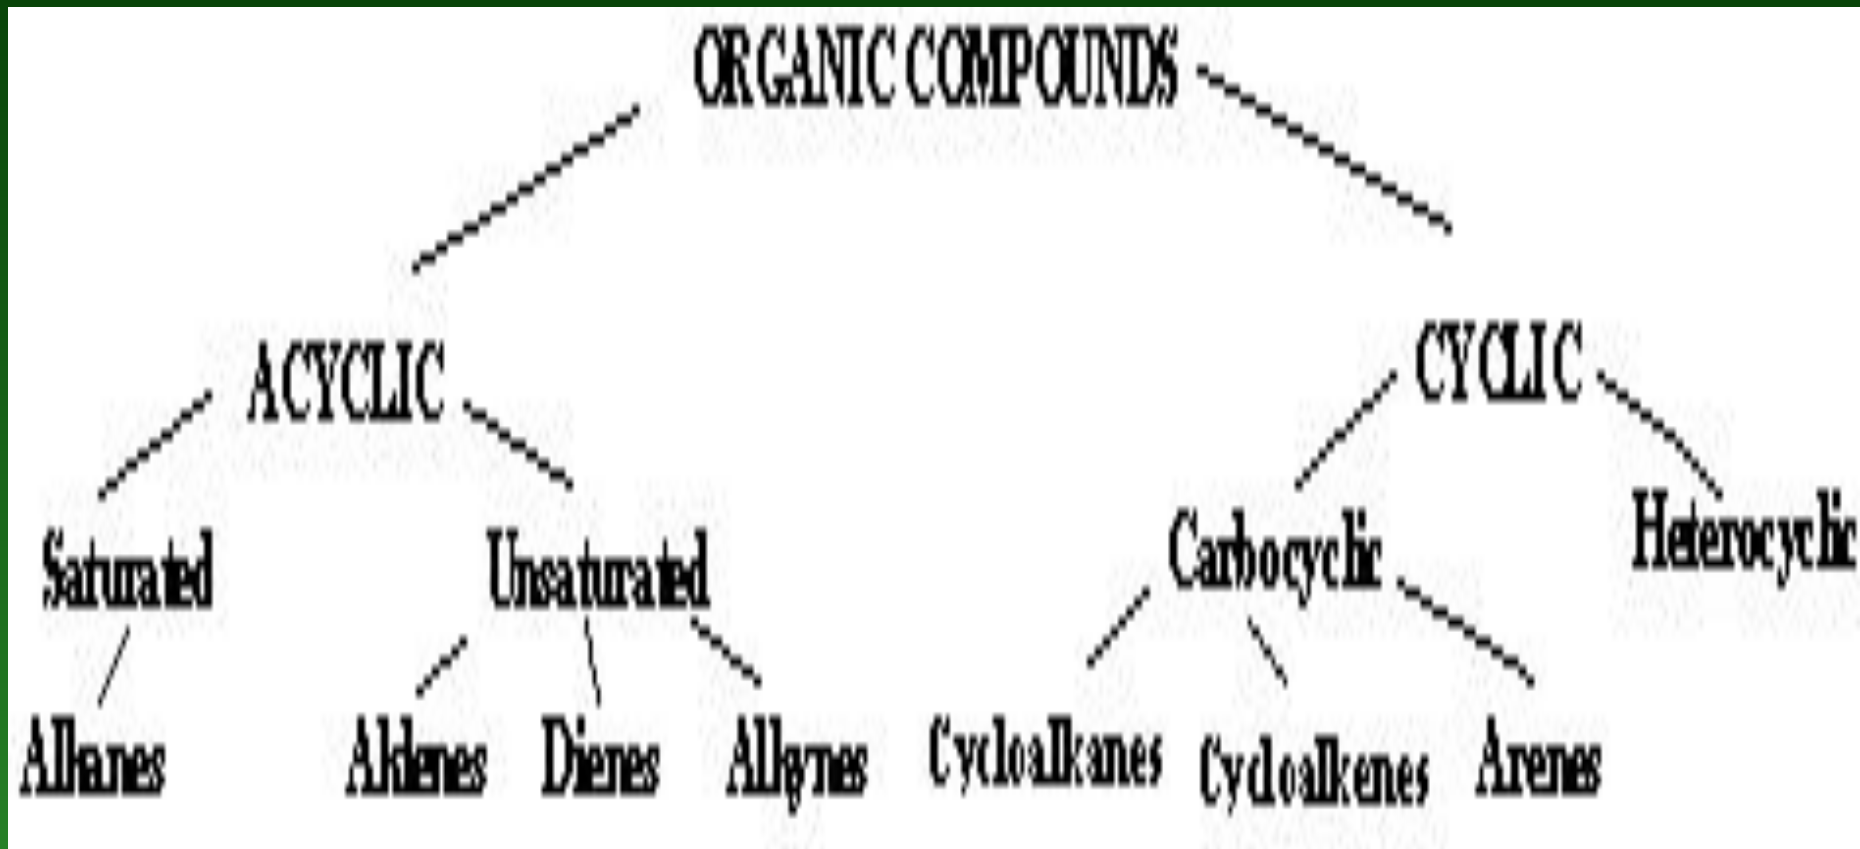 ORGANIC COMPOUNDS
ACYCLIC
CYCLIC
Saturated
Unsaturated
Carbocyclic
Heterocyclic
Alkanes
Alkenes
Dienes
Alkynes
Cycloalkanes
Cycloalkenes
Arenes